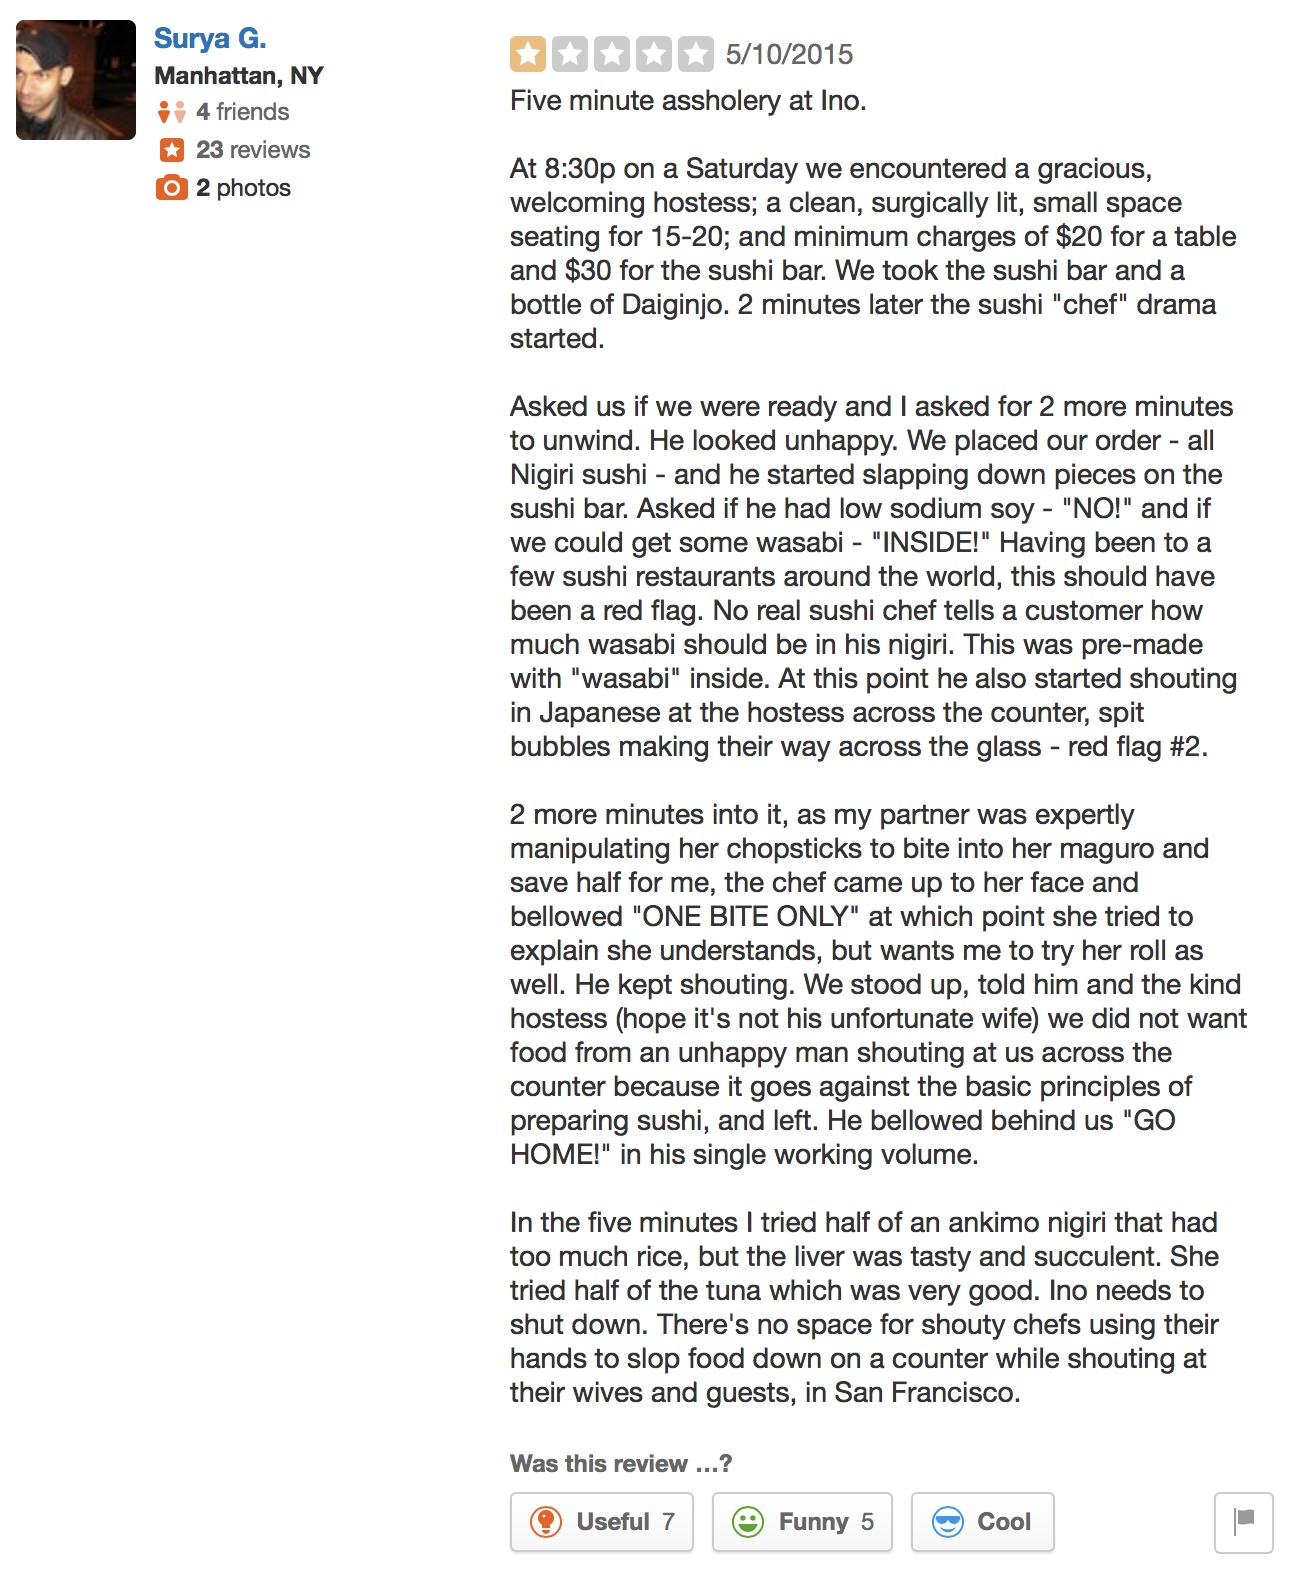 Surya G.
Manhattan, NY
4 friends
23 reviews
2 photos
5/10/2015
Five minute assholery at Ino.
At 8:30p on a Saturday we encountered a gracious,
welcoming hostess; a clean, surgically lit, small space
seating for 15-20; and minimum charges of $20 for a table
and $30 for the sushi bar. We took the sushi bar and a
bottle of Daiginjo. 2 minutes later the sushi "chef" drama
started.
Asked us if we were ready and I asked for 2 more minutes
to unwind. He looked unhappy. We placed our order - all
Nigiri sushi - and he started slapping down pieces on the
sushi bar. Asked if he had low sodium soy - "NO!" and if
we could get some wasabi - "INSIDE!" Having been to a
few sushi restaurants around the world, this should have
been a red flag. No real sushi chef tells a customer how
much wasabi should be in his nigiri. This was pre-made
with "wasabi" inside. At this point he also started shouting
in Japanese at the hostess across the counter, spit
bubbles making their way across the glass - red flag #2.
2 more minutes into it, as my partner was expertly
manipulating her chopsticks to bite into her maguro and
save half for me, the chef came up to her face and
bellowed "ONE BITE ONLY" at which point she tried to
explain she understands, but wants me to try her roll as
well. He kept shouting. We stood up, told him and the kind
hostess (hope it's not his unfortunate wife) we did not want
food from an unhappy man shouting at us across the
counter because it goes against the basic principles of
preparing sushi, and left. He bellowed behind us "GO
HOME!" in his single working volume.
In the five minutes I tried half of an ankimo nigiri that had
too much rice, but the liver was tasty and succulent. She
tried half of the tuna which was very good. Ino needs to
shut down. There's no space for shouty chefs using their
hands to slop food down on a counter while shouting at
their wives and guests, in San Francisco.
Was this review ...?
Useful 7
Funny 5
Cool